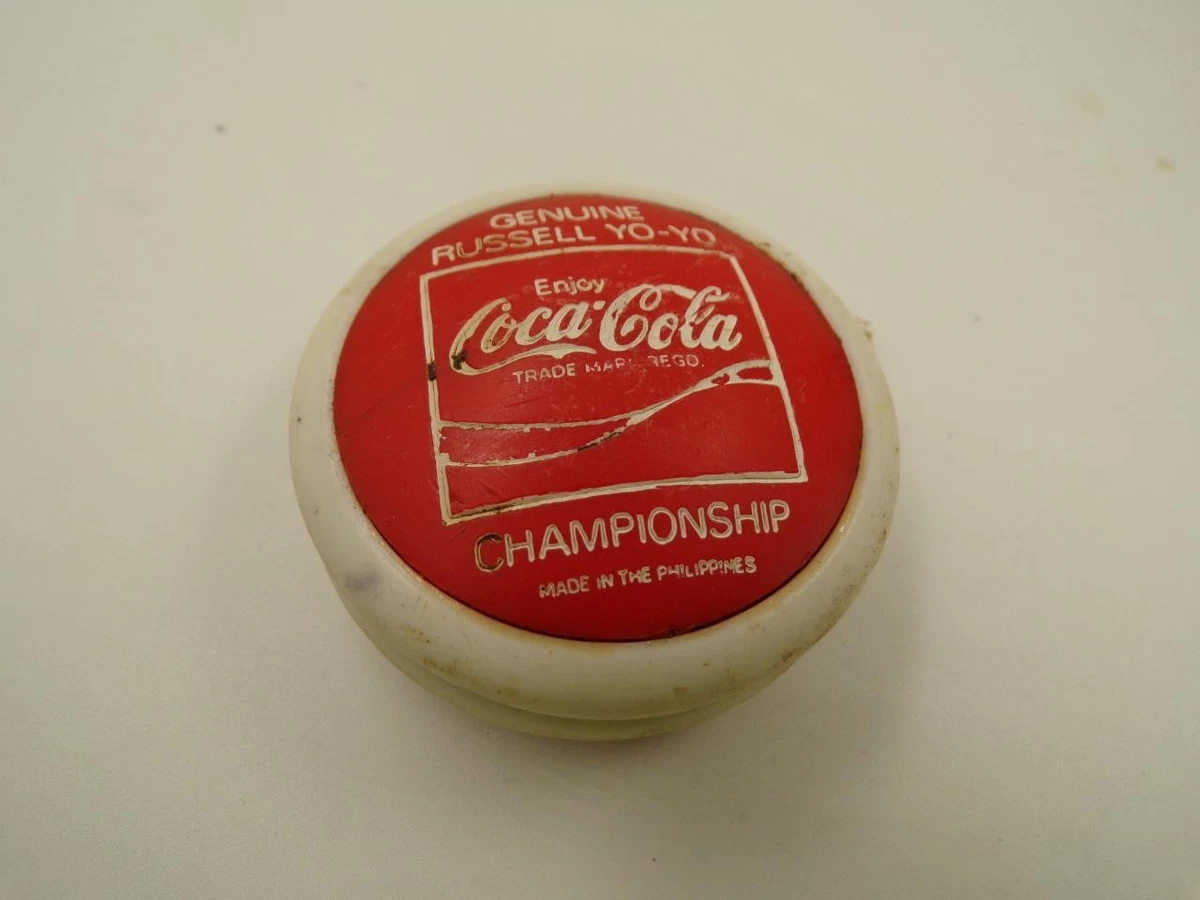 GENUINE
RUSSELL YO-YO
Enjoy
Coca-Cola
TRADE MARK REGD.
CHAMPIONSHIP
MADE IN THE PHILIPPINES